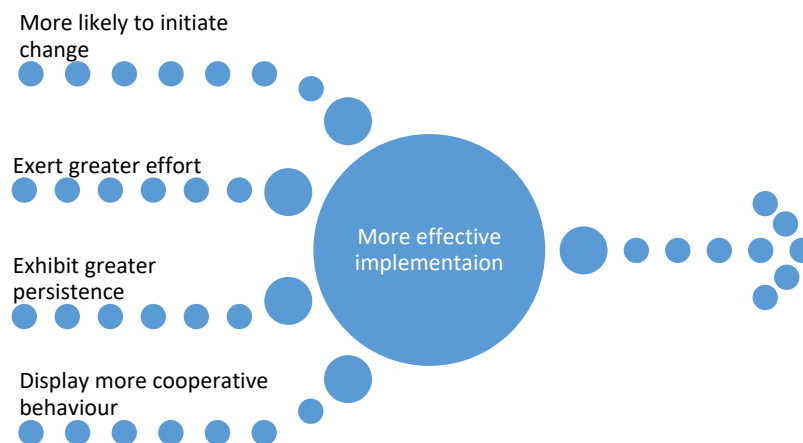 More likely to initiate
change
Exert greater effort
Exhibit greater
persistence
Display more cooperative
behaviour
More effective
implementaion